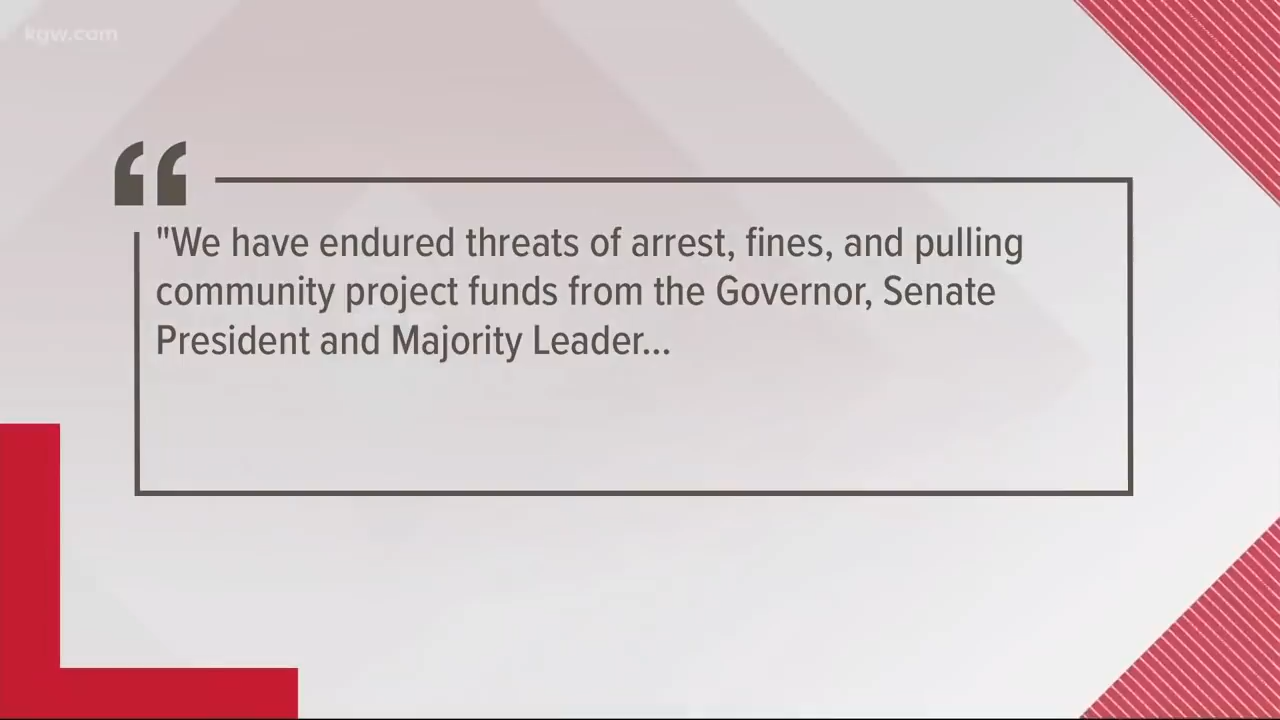 kgw.com
"We have endured threats of arrest, fines, and pulling
community project funds from the Governor, Senate
President and Majority Leader...